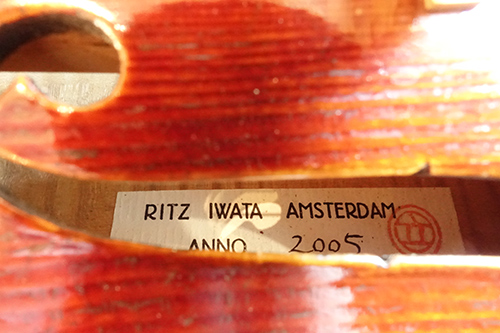 RITZ IWATA AMSTERDAM
ANNO 2005